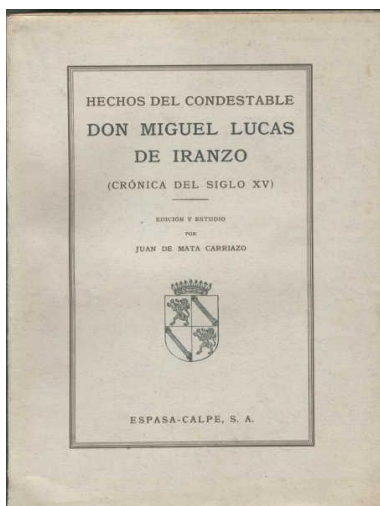 HECHOS DEL CONDESTABLE
DON MIGUEL LUCAS
DE IRANZO
(CRÓNICA DEL SIGLO XV)
EDICIÓN Y ESTUDIO
POR
JUAN DE MATA CARRIAZO
ESPASA-CALPE, S. A.